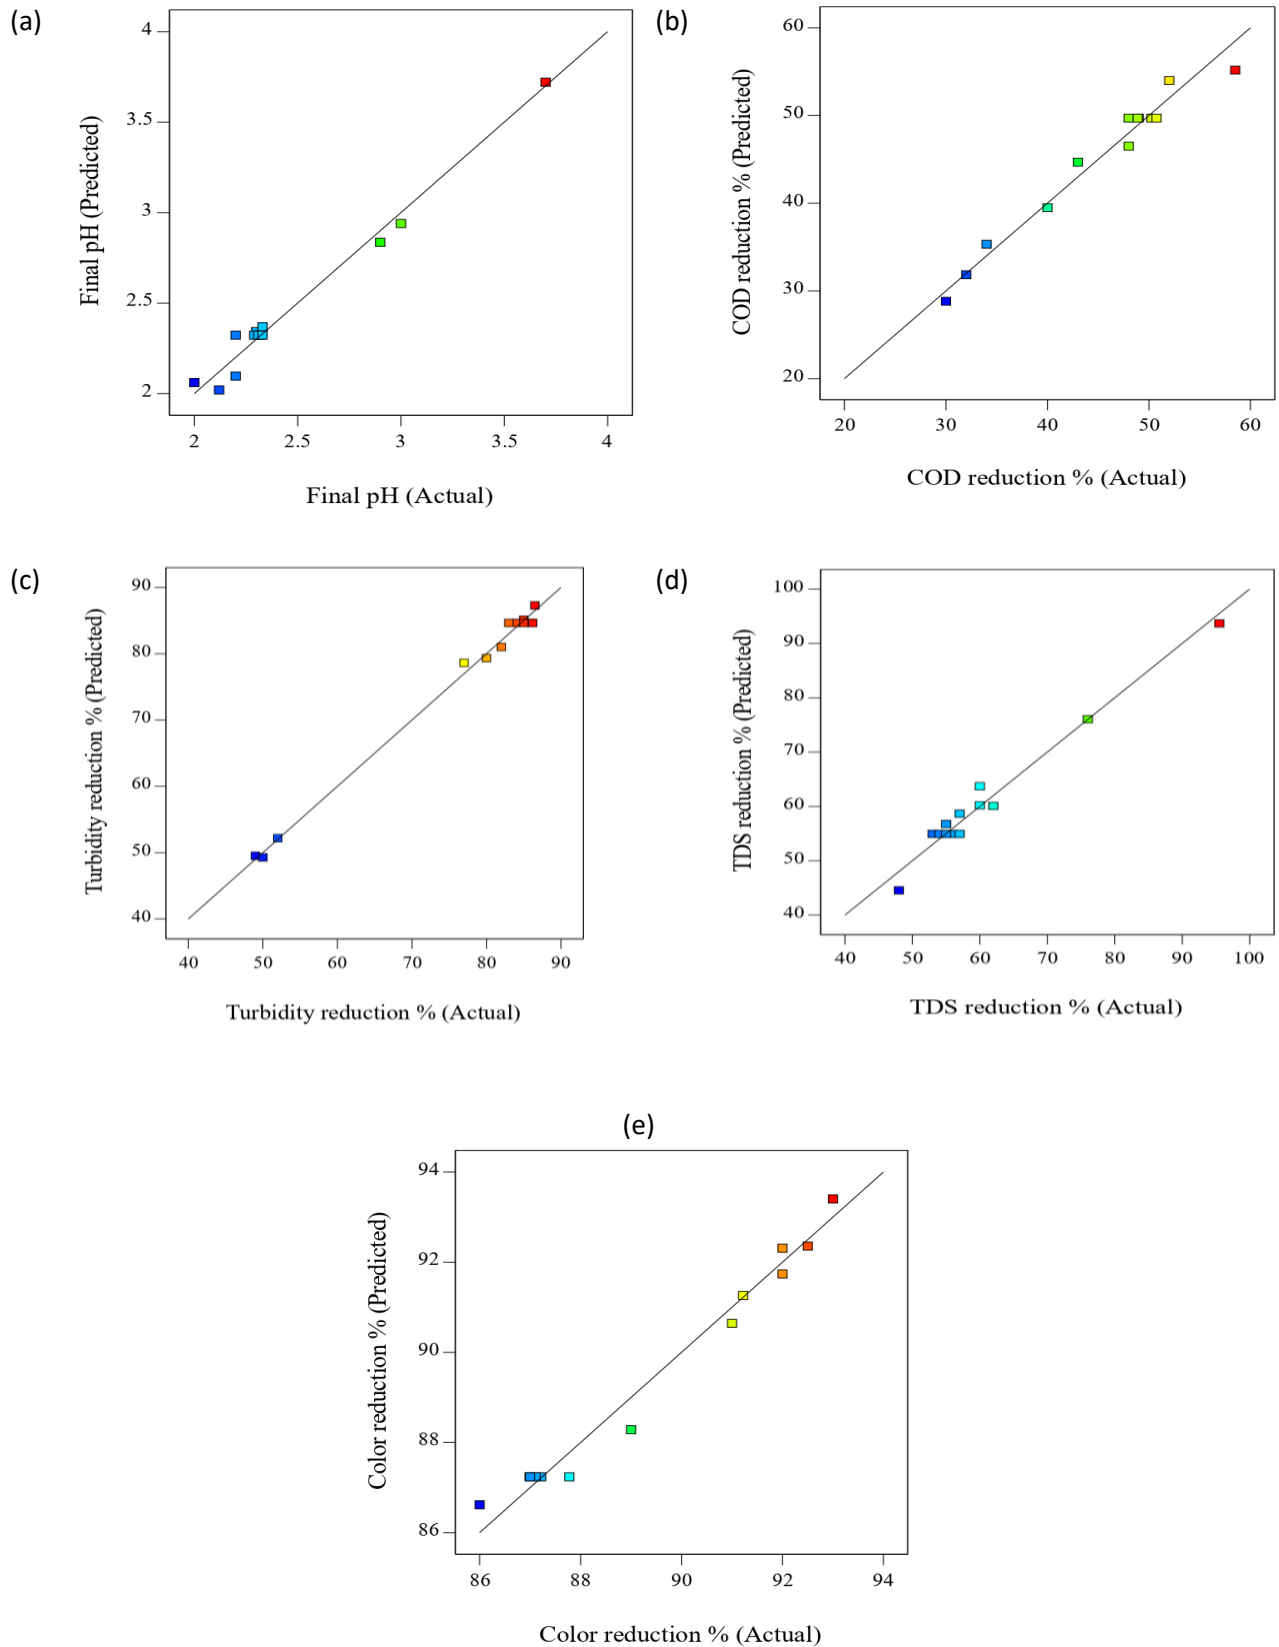 (a)
4
3.5
3
2.5
2
Final pH (Predicted)
2 2.5 3 3.5 4
Final pH (Actual)
(b)
60
50
40
30
20
COD reduction % (Predicted)
20 30 40 50 60
COD reduction % (Actual)
(c)
90
80
70
60
50
40
Turbidity reduction % (Predicted)
40 50 60 70 80 90
Turbidity reduction % (Actual)
(d)
100
90
80
70
60
50
40
TDS reduction % (Predicted)
40 50 60 70 80 90 100
TDS reduction % (Actual)
(e)
94
92
90
88
86
Color reduction % (Predicted)
86 88 90 92 94
Color reduction % (Actual)